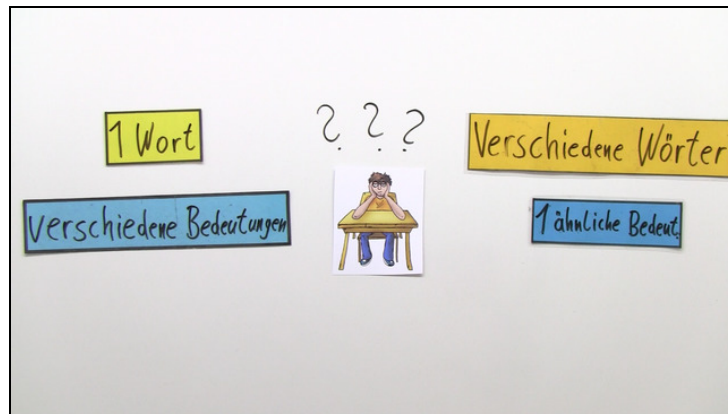 1 Wort
verschiedene Bedeutungen
? ? ?
Verschiedene Wörter
1 ähnliche Bedeut.